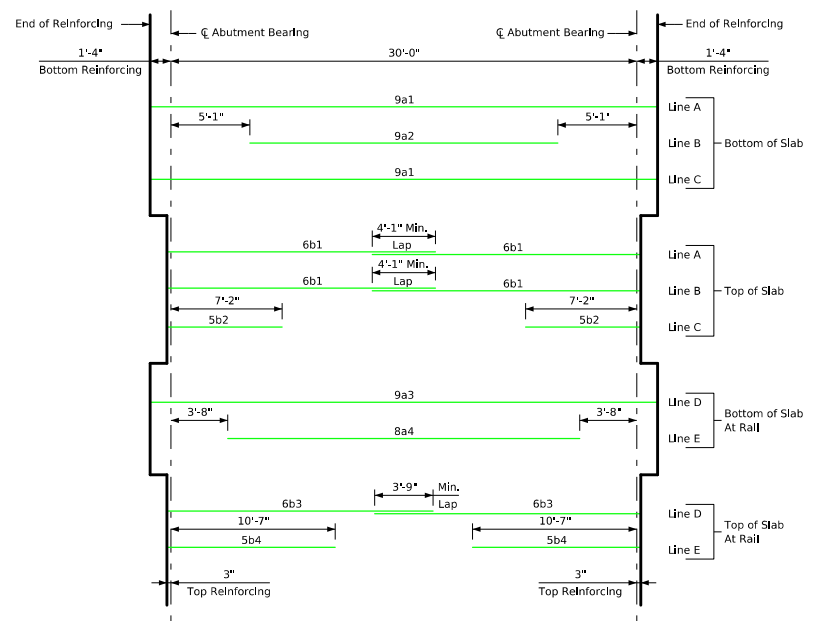 End of Reinforcing
℄ Abutment Bearing
℄ Abutment Bearing
End of Reinforcing
1'-4"
30'-0"
1'-4"
Bottom Reinforcing
Bottom Reinforcing
9a1
Line A
5'-1"
5'-1"
9a2
Line B
Bottom of Slab
9a1
Line C
4'-1" Min.
Lap
6b1
6b1
Line A
4'-1" Min.
Lap
6b1
6b1
Line B
Top of Slab
7'-2"
7'-2"
5b2
5b2
Line C
9a3
Line D
3'-8"
3'-8"
Bottom of Slab
At Rail
8a4
Line E
3'-9" Min.
Lap
6b3
6b3
Line D
10'-7"
10'-7"
Top of Slab
At Rail
5b4
5b4
Line E
3"
3"
Top Reinforcing
Top Reinforcing